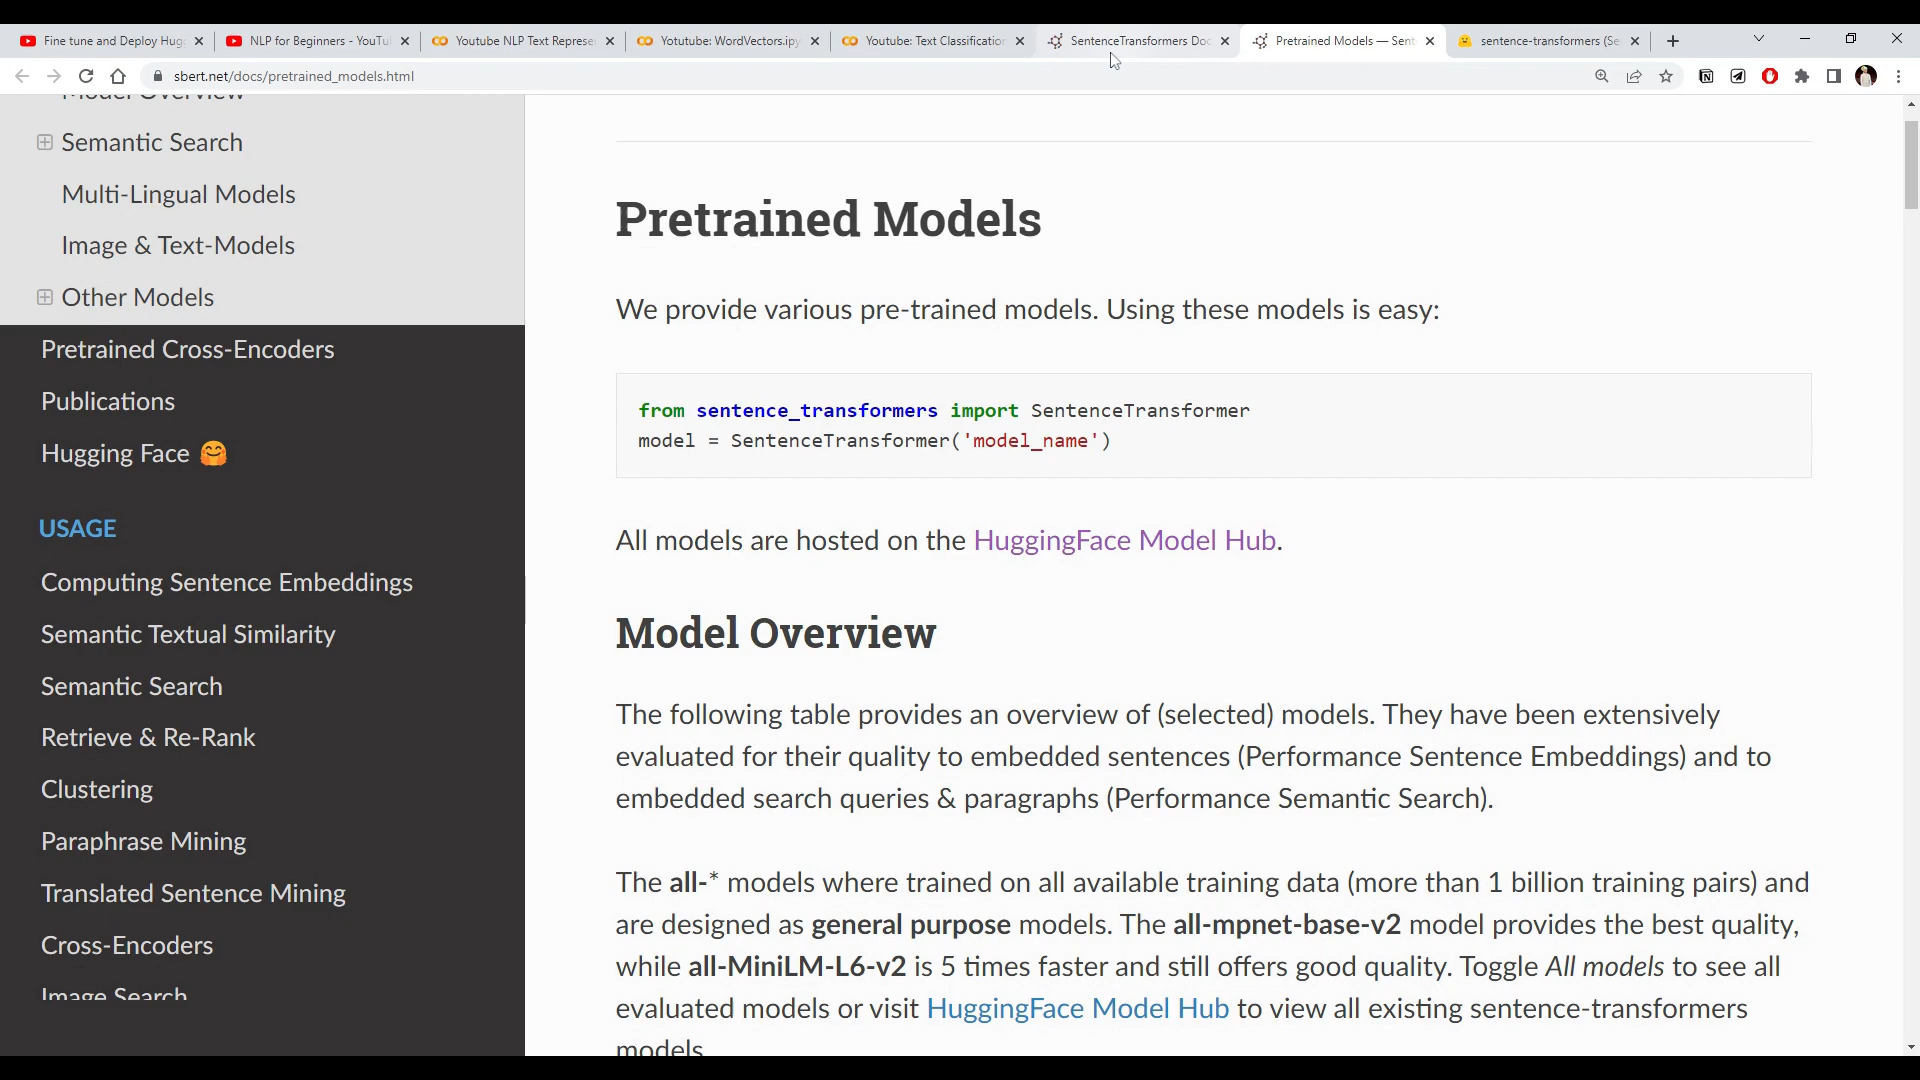 Fine tune and Deploy Hugg
NLP for Beginners - YouTu
Youtube NLP Text Represe
Yotutube: WordVectors.ipy
Youtube: Text Classification
SentenceTransformers Doc
Pretrained Models — Sent
sentence-transformers (Se
sbert.net/docs/pretrained_models.html
Model Overview
Semantic Search
Multi-Lingual Models
Image & Text-Models
Other Models
Pretrained Cross-Encoders
Publications
Hugging Face 🤗
USAGE
Computing Sentence Embeddings
Semantic Textual Similarity
Semantic Search
Retrieve & Re-Rank
Clustering
Paraphrase Mining
Translated Sentence Mining
Cross-Encoders
Image Search
Pretrained Models
We provide various pre-trained models. Using these models is easy:
from sentence_transformers import SentenceTransformer
model = SentenceTransformer('model_name')
All models are hosted on the HuggingFace Model Hub.
Model Overview
The following table provides an overview of (selected) models. They have been extensively
evaluated for their quality to embedded sentences (Performance Sentence Embeddings) and to
embedded search queries & paragraphs (Performance Semantic Search).
The all-* models where trained on all available training data (more than 1 billion training pairs) and
are designed as general purpose models. The all-mpnet-base-v2 model provides the best quality,
while all-MiniLM-L6-v2 is 5 times faster and still offers good quality. Toggle All models to see all
evaluated models or visit HuggingFace Model Hub to view all existing sentence-transformers
models.